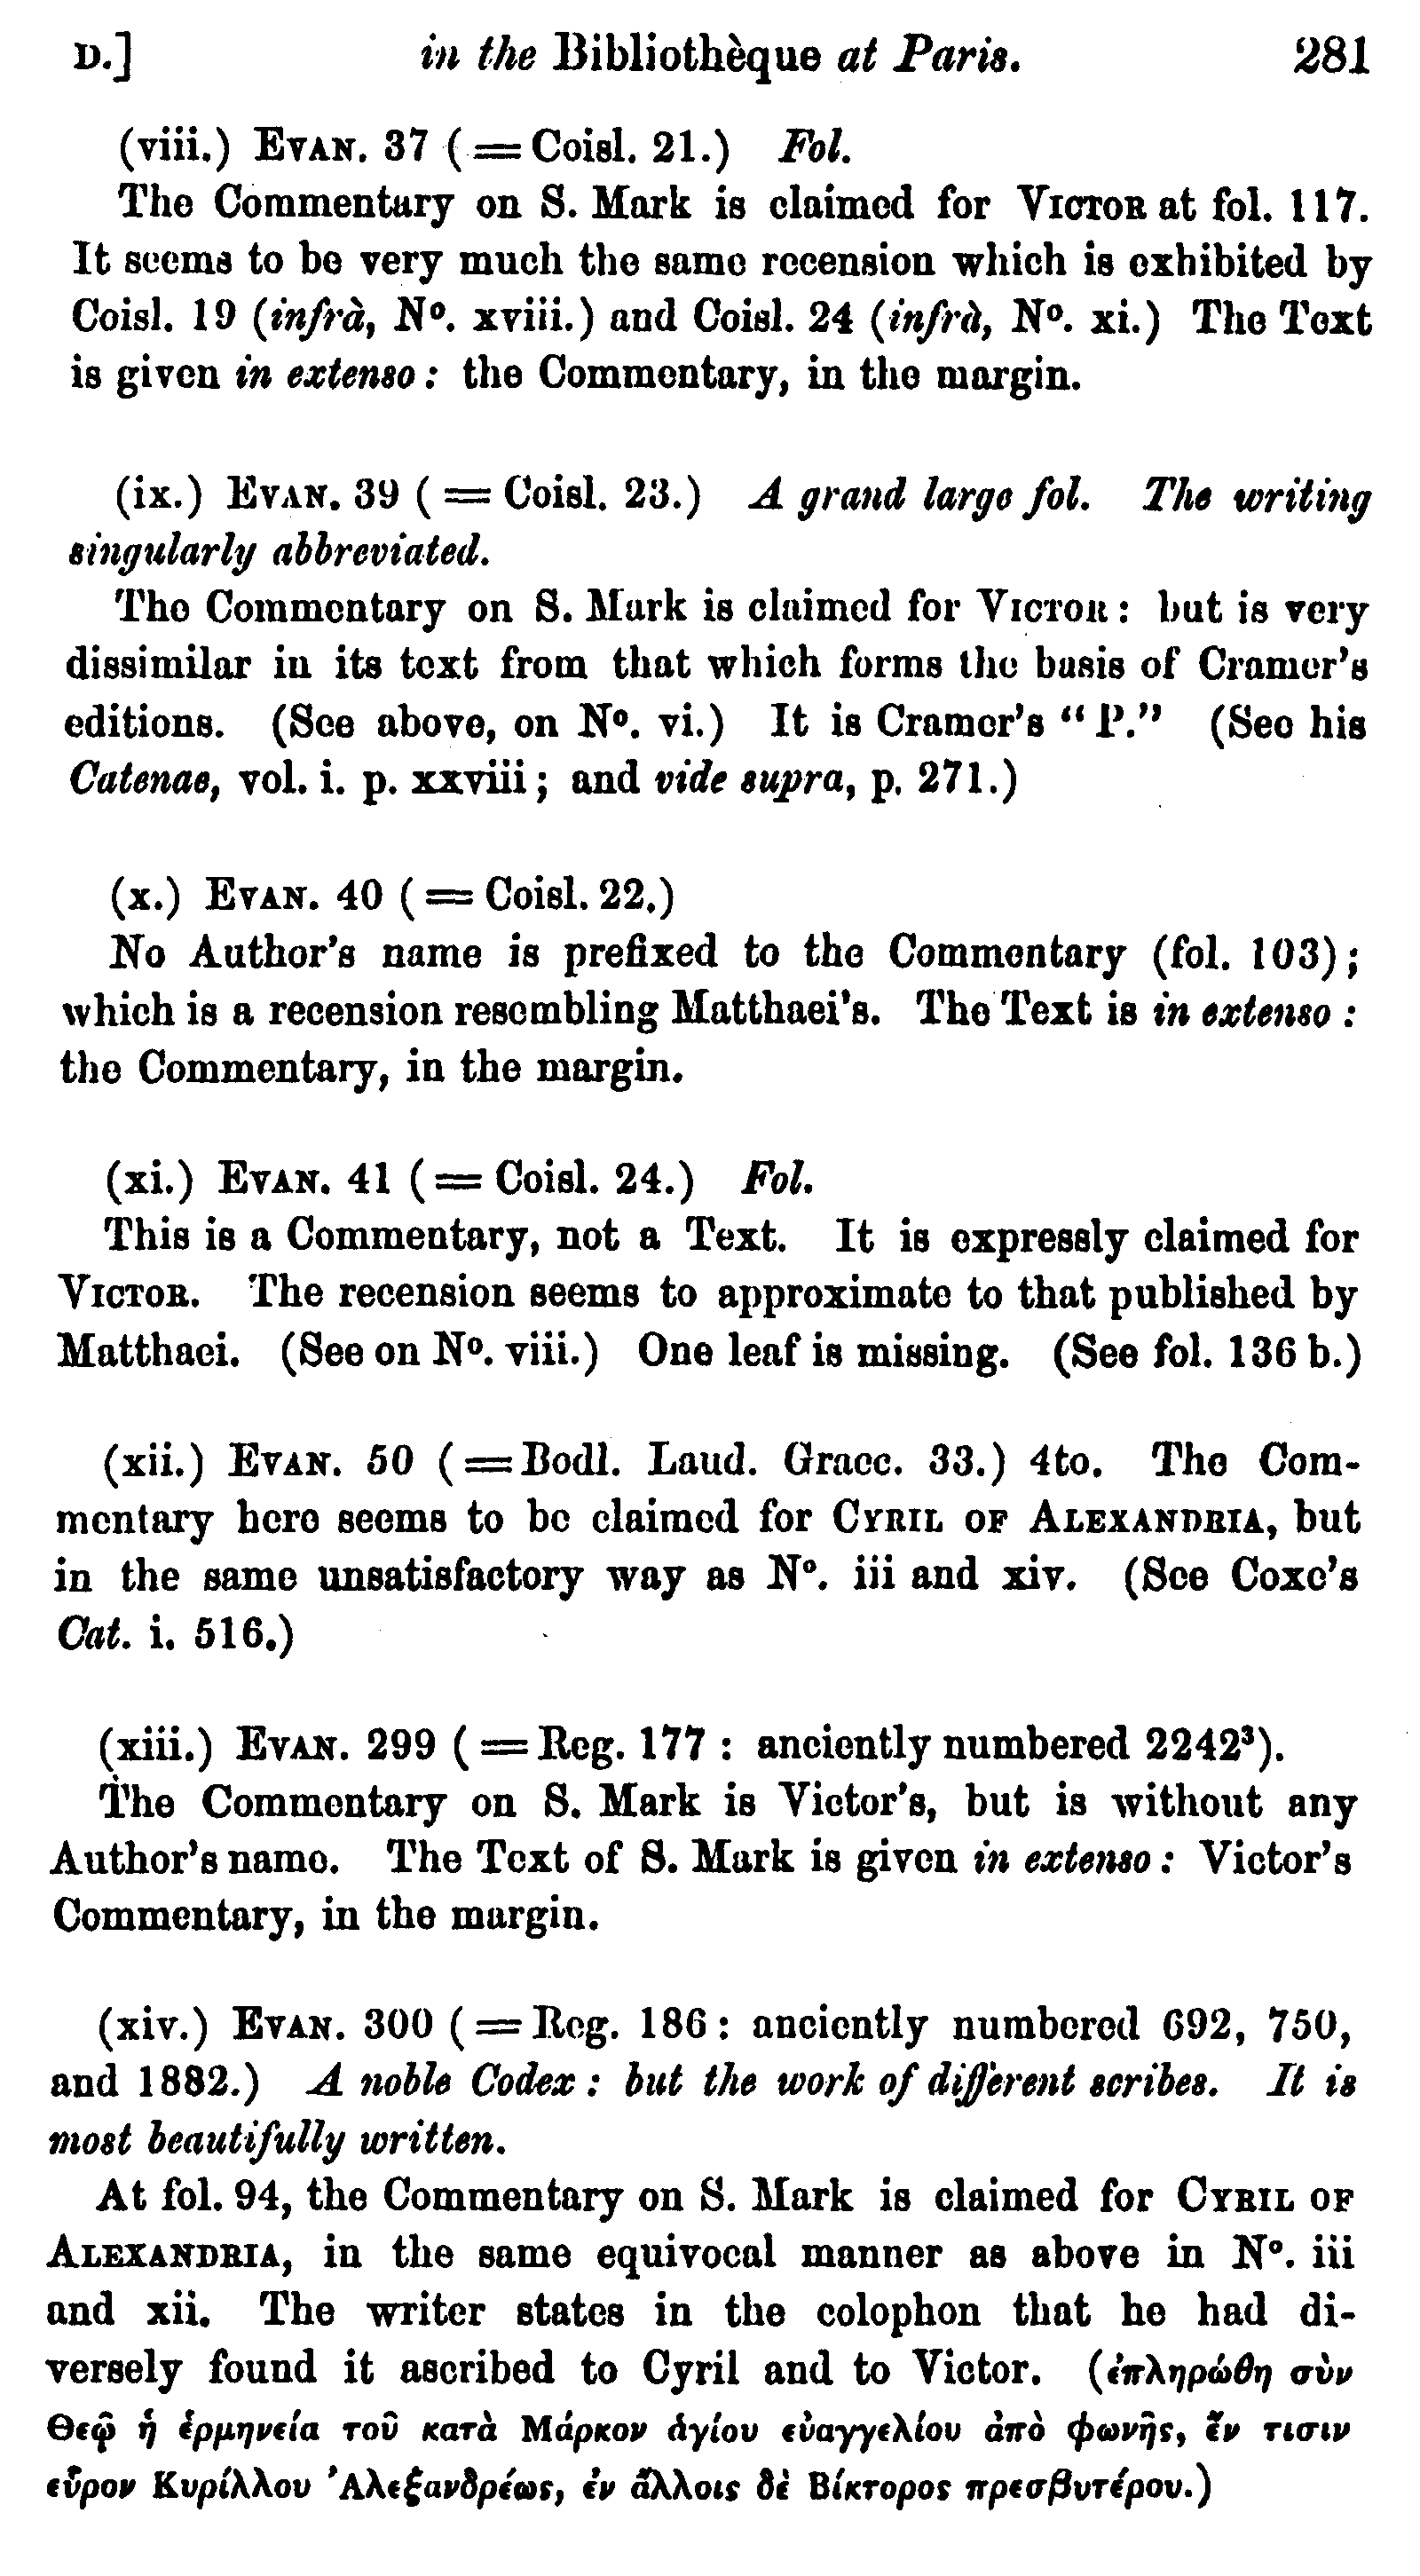 D.] in the Bibliothèque at Paris. 281
(viii.) EVAN. 37 (=Coisl. 21.) Fol.
The Commentary on S. Mark is claimed for VICTOR at fol. 117.
It seems to be very much the same recension which is exhibited by
Coisl. 19 (infrà, Nº. xviii.) and Coisl. 24 (infrà, Nº. xi.) The Text
is given in extenso: the Commentary, in the margin.
(ix.) EVAN. 39 (= Coisl. 23.) A grand large fol. The writing
singularly abbreviated.
The Commentary on S. Mark is claimed for VICTOR: but is very
dissimilar in its text from that which forms the basis of Cramer's
editions. (See above, on Nº. vi.) It is Cramer's "P." (See his
Catenae, vol. i. p. xxviii; and vide supra, p. 271.)
(x.) EVAN. 40 (= Coisl. 22.)
No Author's name is prefixed to the Commentary (fol. 103);
which is a recension resembling Matthaei's. The Text is in extenso:
the Commentary, in the margin.
(xi.) EVAN. 41 (= Coisl. 24.) Fol.
This is a Commentary, not a Text. It is expressly claimed for
VICTOR. The recension seems to approximate to that published by
Matthaei. (See on Nº. viii.) One leaf is missing. (See fol. 136 b.)
(xii.) EVAN. 50 (=Bodl. Laud. Graec. 33.) 4to. The Com-
mentary here seems to be claimed for CYRIL OF ALEXANDRIA, but
in the same unsatisfactory way as Nº. iii and xiv. (See Coxe's
Cat. i. 516.)
(xiii.) EVAN. 299 (=Reg. 177: anciently numbered 2242³).
The Commentary on S. Mark is Victor's, but is without any
Author's name. The Text of S. Mark is given in extenso: Victor's
Commentary, in the margin.
(xiv.) EVAN. 300 (=Reg. 186: anciently numbered 692, 750,
and 1882.) A noble Codex: but the work of different scribes. It is
most beautifully written.
At fol. 94, the Commentary on S. Mark is claimed for CYRIL OF
ALEXANDRIA, in the same equivocal manner as above in Nº. iii
and xii. The writer states in the colophon that he had di-
versely found it ascribed to Cyril and to Victor. (ἐπληρώθη σὺν
Θεῷ ἡ ἑρμηνεία τοῦ κατὰ Μάρκον ἁγίου εὐαγγελίου ἀπὸ φωνῆς, ἔν τισιν
εὗρον Κυρίλλου Ἀλεξανδρέως, ἐν ἄλλοις δὲ Βίκτορος πρεσβυτέρου.)